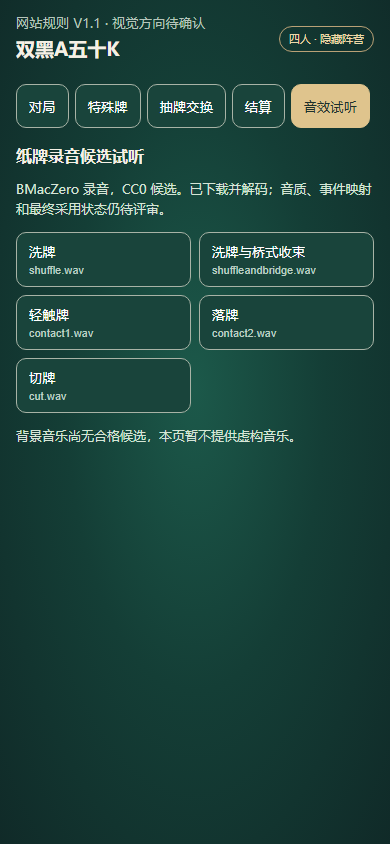 网站规则 V1.1 · 视觉方向待确认
双黑A五十K
四人 · 隐藏阵营
对局
特殊牌
抽牌交换
结算
音效试听
纸牌录音候选试听
BMacZero 录音，CC0 候选。已下载并解码；音质、事件映射
和最终采用状态仍待评审。
洗牌
shuffle.wav
洗牌与桥式收束
shuffleandbridge.wav
轻触牌
contact1.wav
落牌
contact2.wav
切牌
cut.wav
背景音乐尚无合格候选，本页暂不提供虚构音乐。